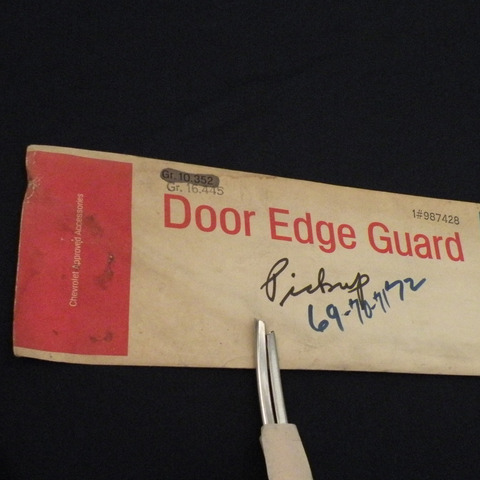 Chevrolet Approved Accessories
Gr. 10.352
Gr. 16.445
1#987428
Door Edge Guard
Pickup
69-70-71-72